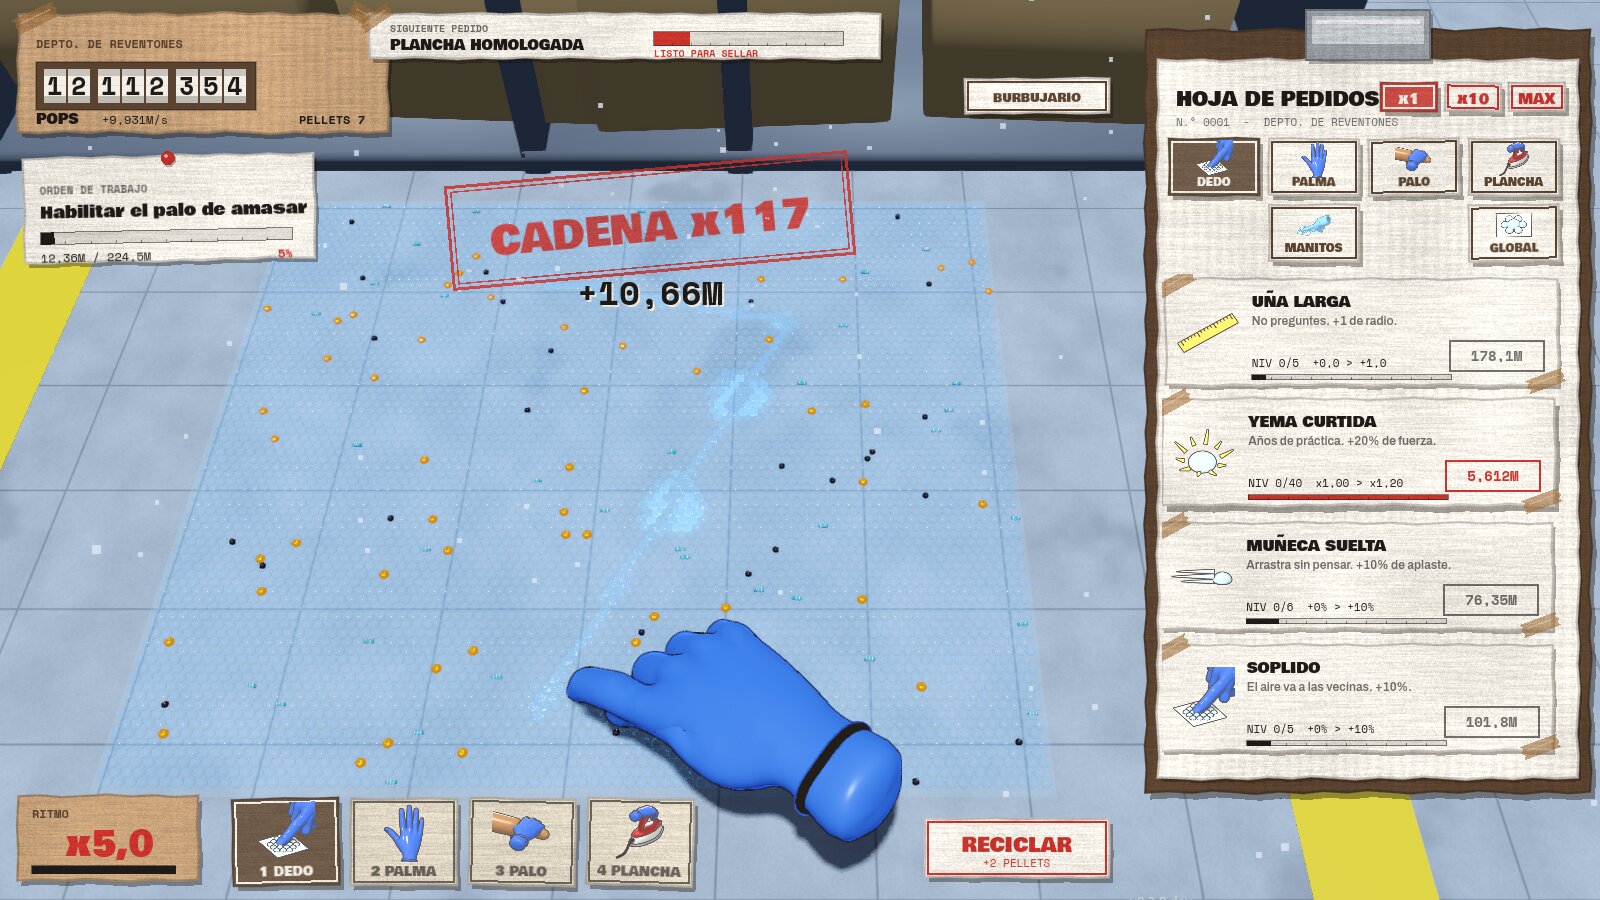 DEPTO. DE REVENTONES
12 112 354
POPS +9,931M/s PELLETS 7
SIGUIENTE PEDIDO
PLANCHA HOMOLOGADA
LISTO PARA SELLAR
BURBUJARIO
ORDEN DE TRABAJO
Habilitar el palo de amasar
12,36M / 224,5M 5%
CADENA x117
+10,66M
HOJA DE PEDIDOS x1 x10 MAX
N.° 0001 - DEPTO. DE REVENTONES
DEDO PALMA PALO PLANCHA
MANITOS GLOBAL
UÑA LARGA
No preguntes. +1 de radio.
NIV 0/5 +0,0 > +1,0
178,1M
YEMA CURTIDA
Años de práctica. +20% de fuerza.
NIV 0/40 x1,00 > x1,20
5,612M
MUÑECA SUELTA
Arrastra sin pensar. +10% de aplaste.
NIV 0/6 +0% > +10%
76,35M
SOPLIDO
El aire va a las vecinas. +10%.
NIV 0/5 +0% > +10%
101,8M
RITMO
x5,0
1 DEDO 2 PALMA 3 PALO 4 PLANCHA
RECICLAR
+2 PELLETS